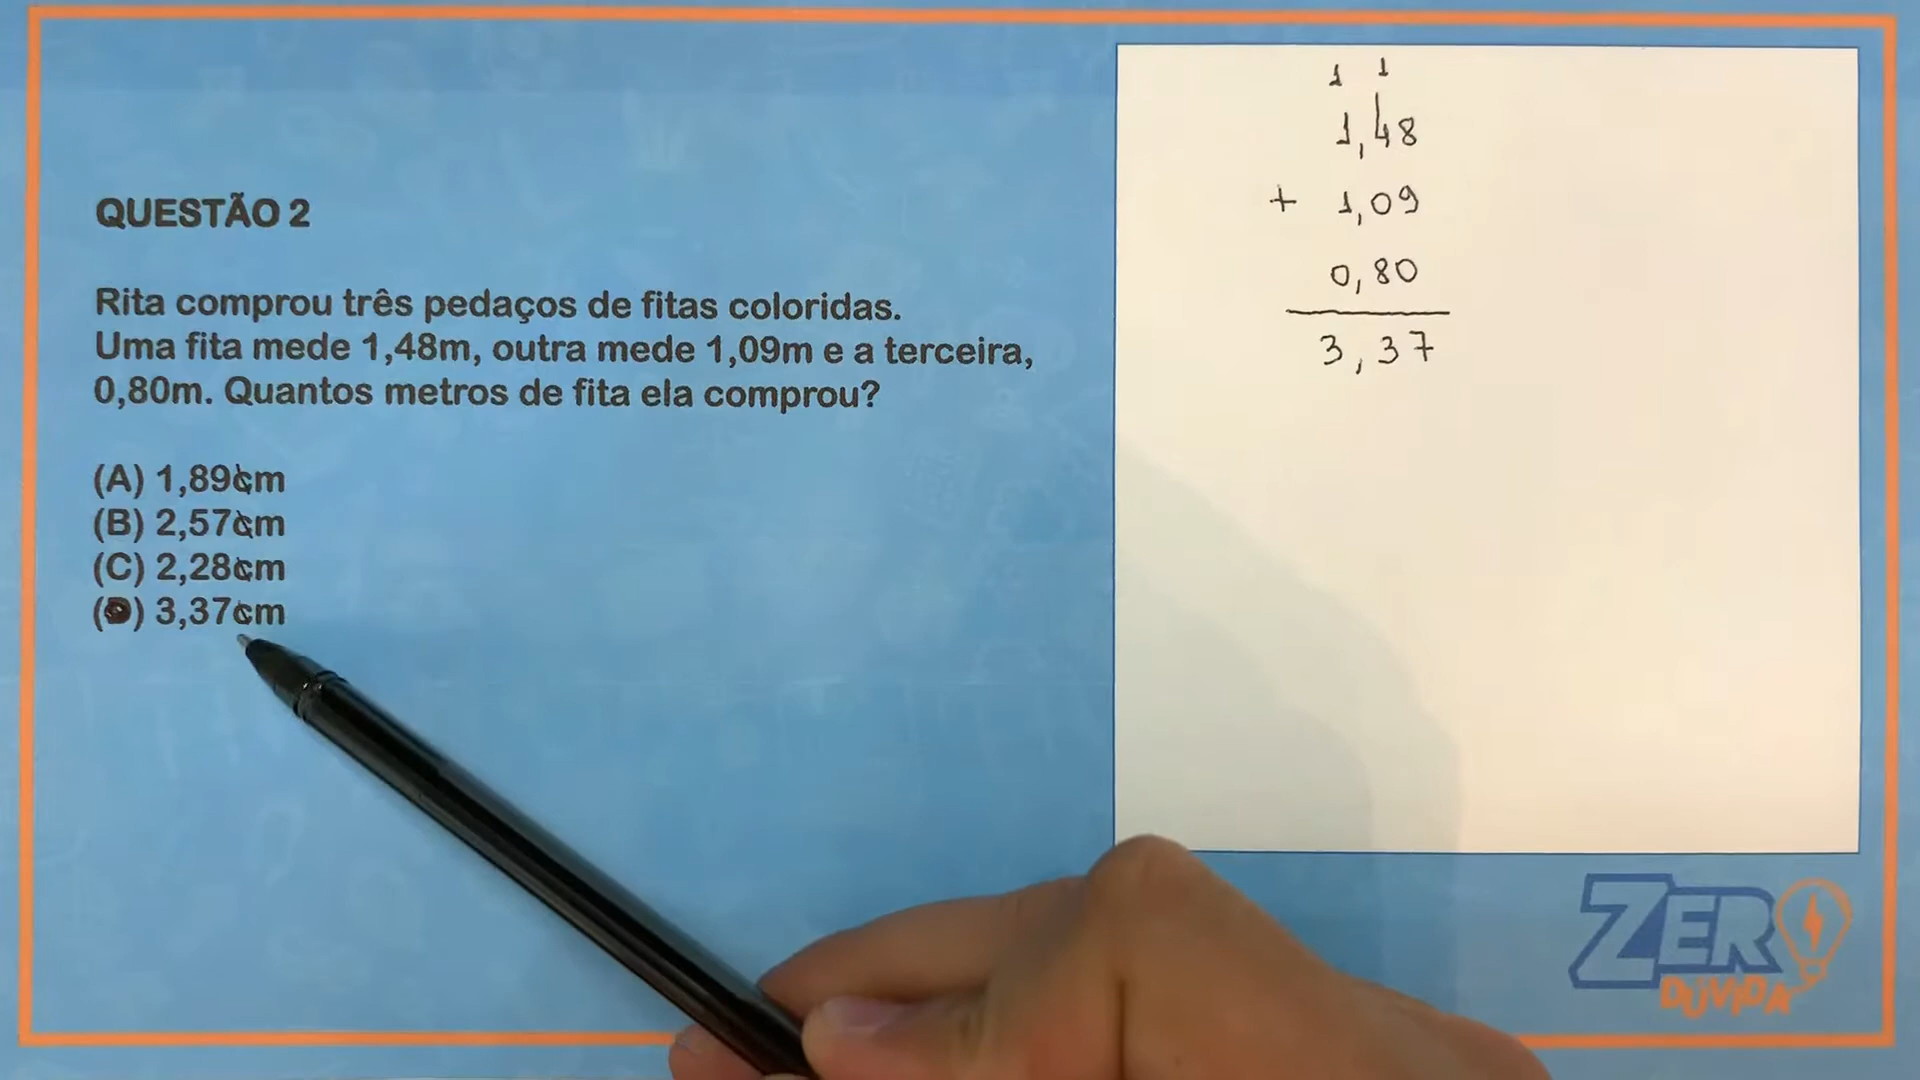 QUESTÃO 2
Rita comprou três pedaços de fitas coloridas.
Uma fita mede 1,48m, outra mede 1,09m e a terceira,
0,80m. Quantos metros de fita ela comprou?
(A) 1,89cm
(B) 2,57cm
(C) 2,28cm
(D) 3,37cm
1 1
1,48
+ 1,09
0,80
3,37
ZERO
DÚVIDA